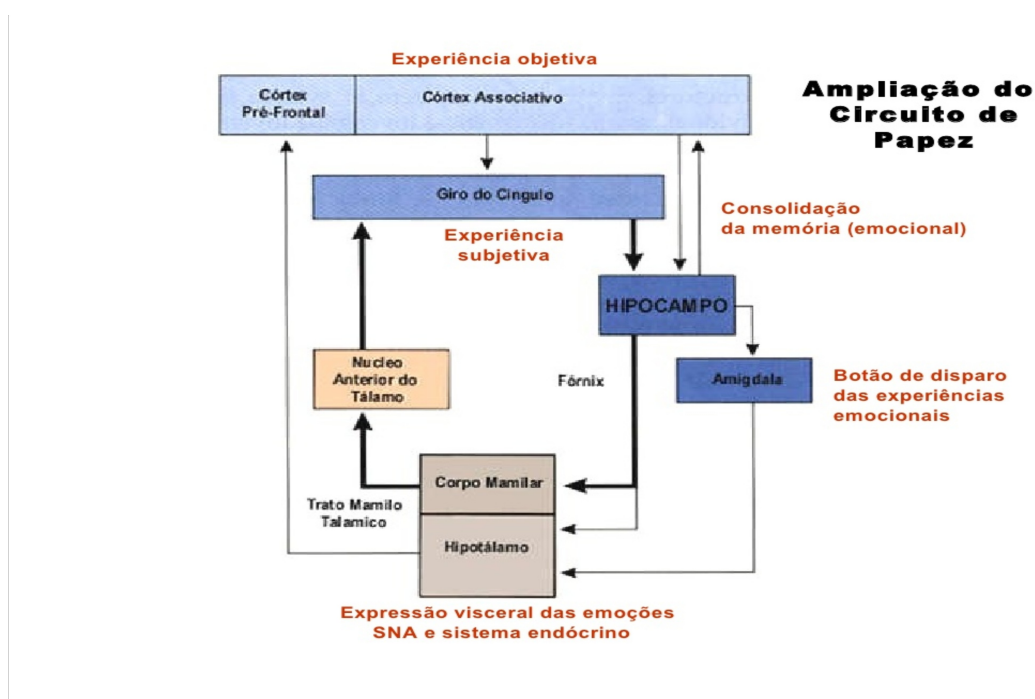 Experiência objetiva
Córtex
Pré-Frontal
Córtex Associativo
Ampliação do
Circuito de
Papez
Giro do Cíngulo
Experiência
subjetiva
Consolidação
da memória (emocional)
HIPOCAMPO
Nucleo
Anterior do
Tálamo
Fórnix
Amigdala
Botão de disparo
das experiências
emocionais
Corpo Mamilar
Trato Mamilo
Talamico
Hipotálamo
Expressão visceral das emoções
SNA e sistema endócrino